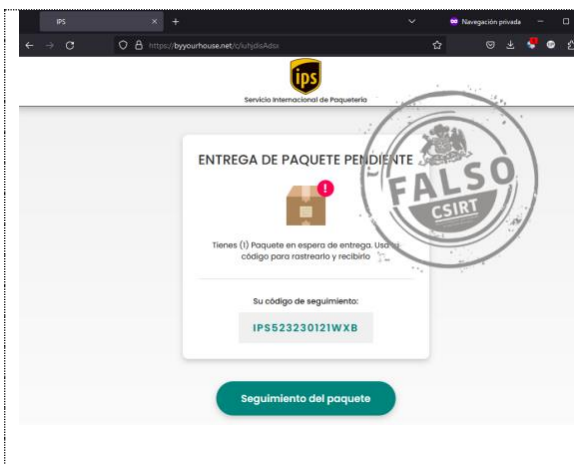 IPS
Navegación privada
https://byyourhouse.net/c/iuhjdisAdsx
ips
Servicio Internacional de Paquetería
ENTREGA DE PAQUETE PENDIENTE
FALSO
CSIRT
Tienes (1) Paquete en espera de entrega. Usa tu
código para rastrearlo y recibirlo
Su código de seguimiento:
IPS523230121WXB
Seguimiento del paquete